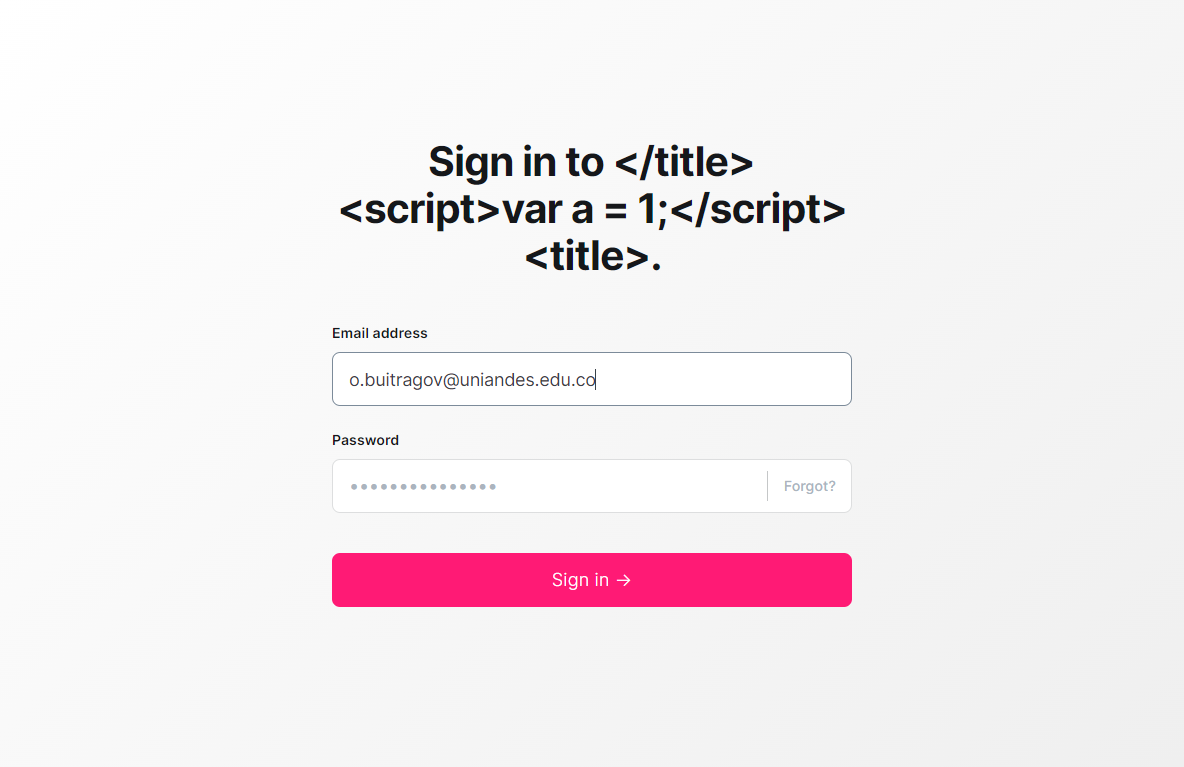 Sign in to </title>
<script>var a = 1;</script>
<title>.
Email address
o.buitragov@uniandes.edu.co
Password
•••••••••••••••
Forgot?
Sign in →